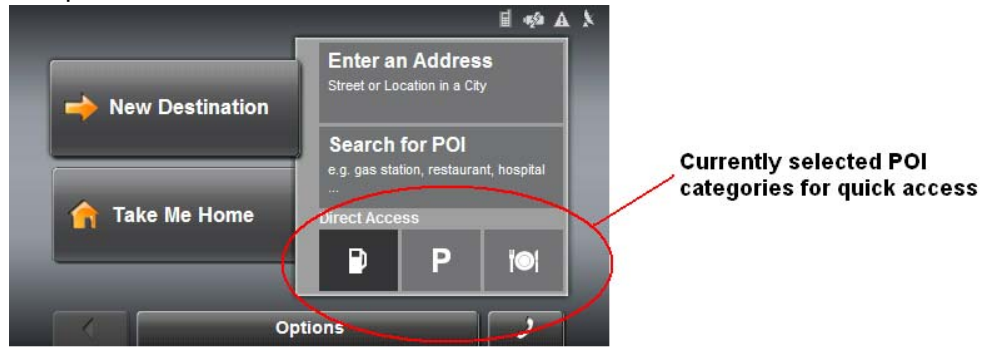 Enter an Address
Street or Location in a City
New Destination
Search for POI
e.g. gas station, restaurant, hospital
...
Take Me Home
Direct Access
P
Options
Currently selected POI
categories for quick access